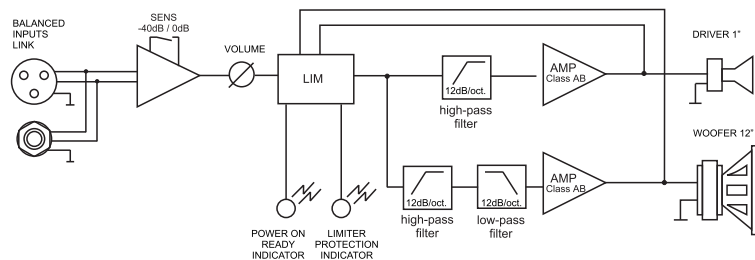 BALANCED
INPUTS
LINK
SENS
-40dB / 0dB
VOLUME
LIM
12dB/oct.
high-pass
filter
AMP
Class AB
DRIVER 1"
WOOFER 12"
12dB/oct.
high-pass
filter
12dB/oct.
low-pass
filter
AMP
Class AB
POWER ON
READY
INDICATOR
LIMITER
PROTECTION
INDICATOR